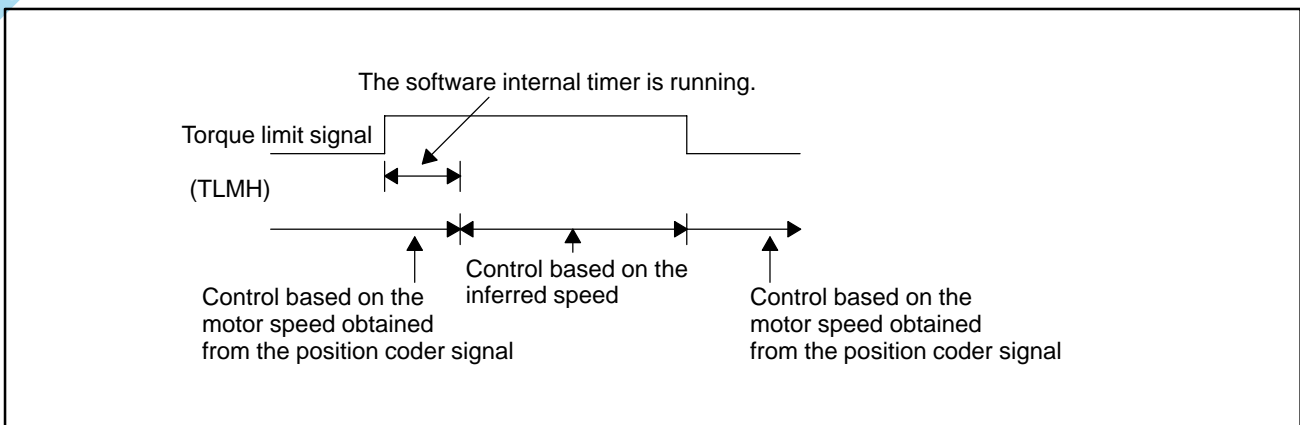 The software internal timer is running.
Torque limit signal
(TLMH)
Control based on the
inferred speed
Control based on the
motor speed obtained
from the position coder signal
Control based on the
motor speed obtained
from the position coder signal